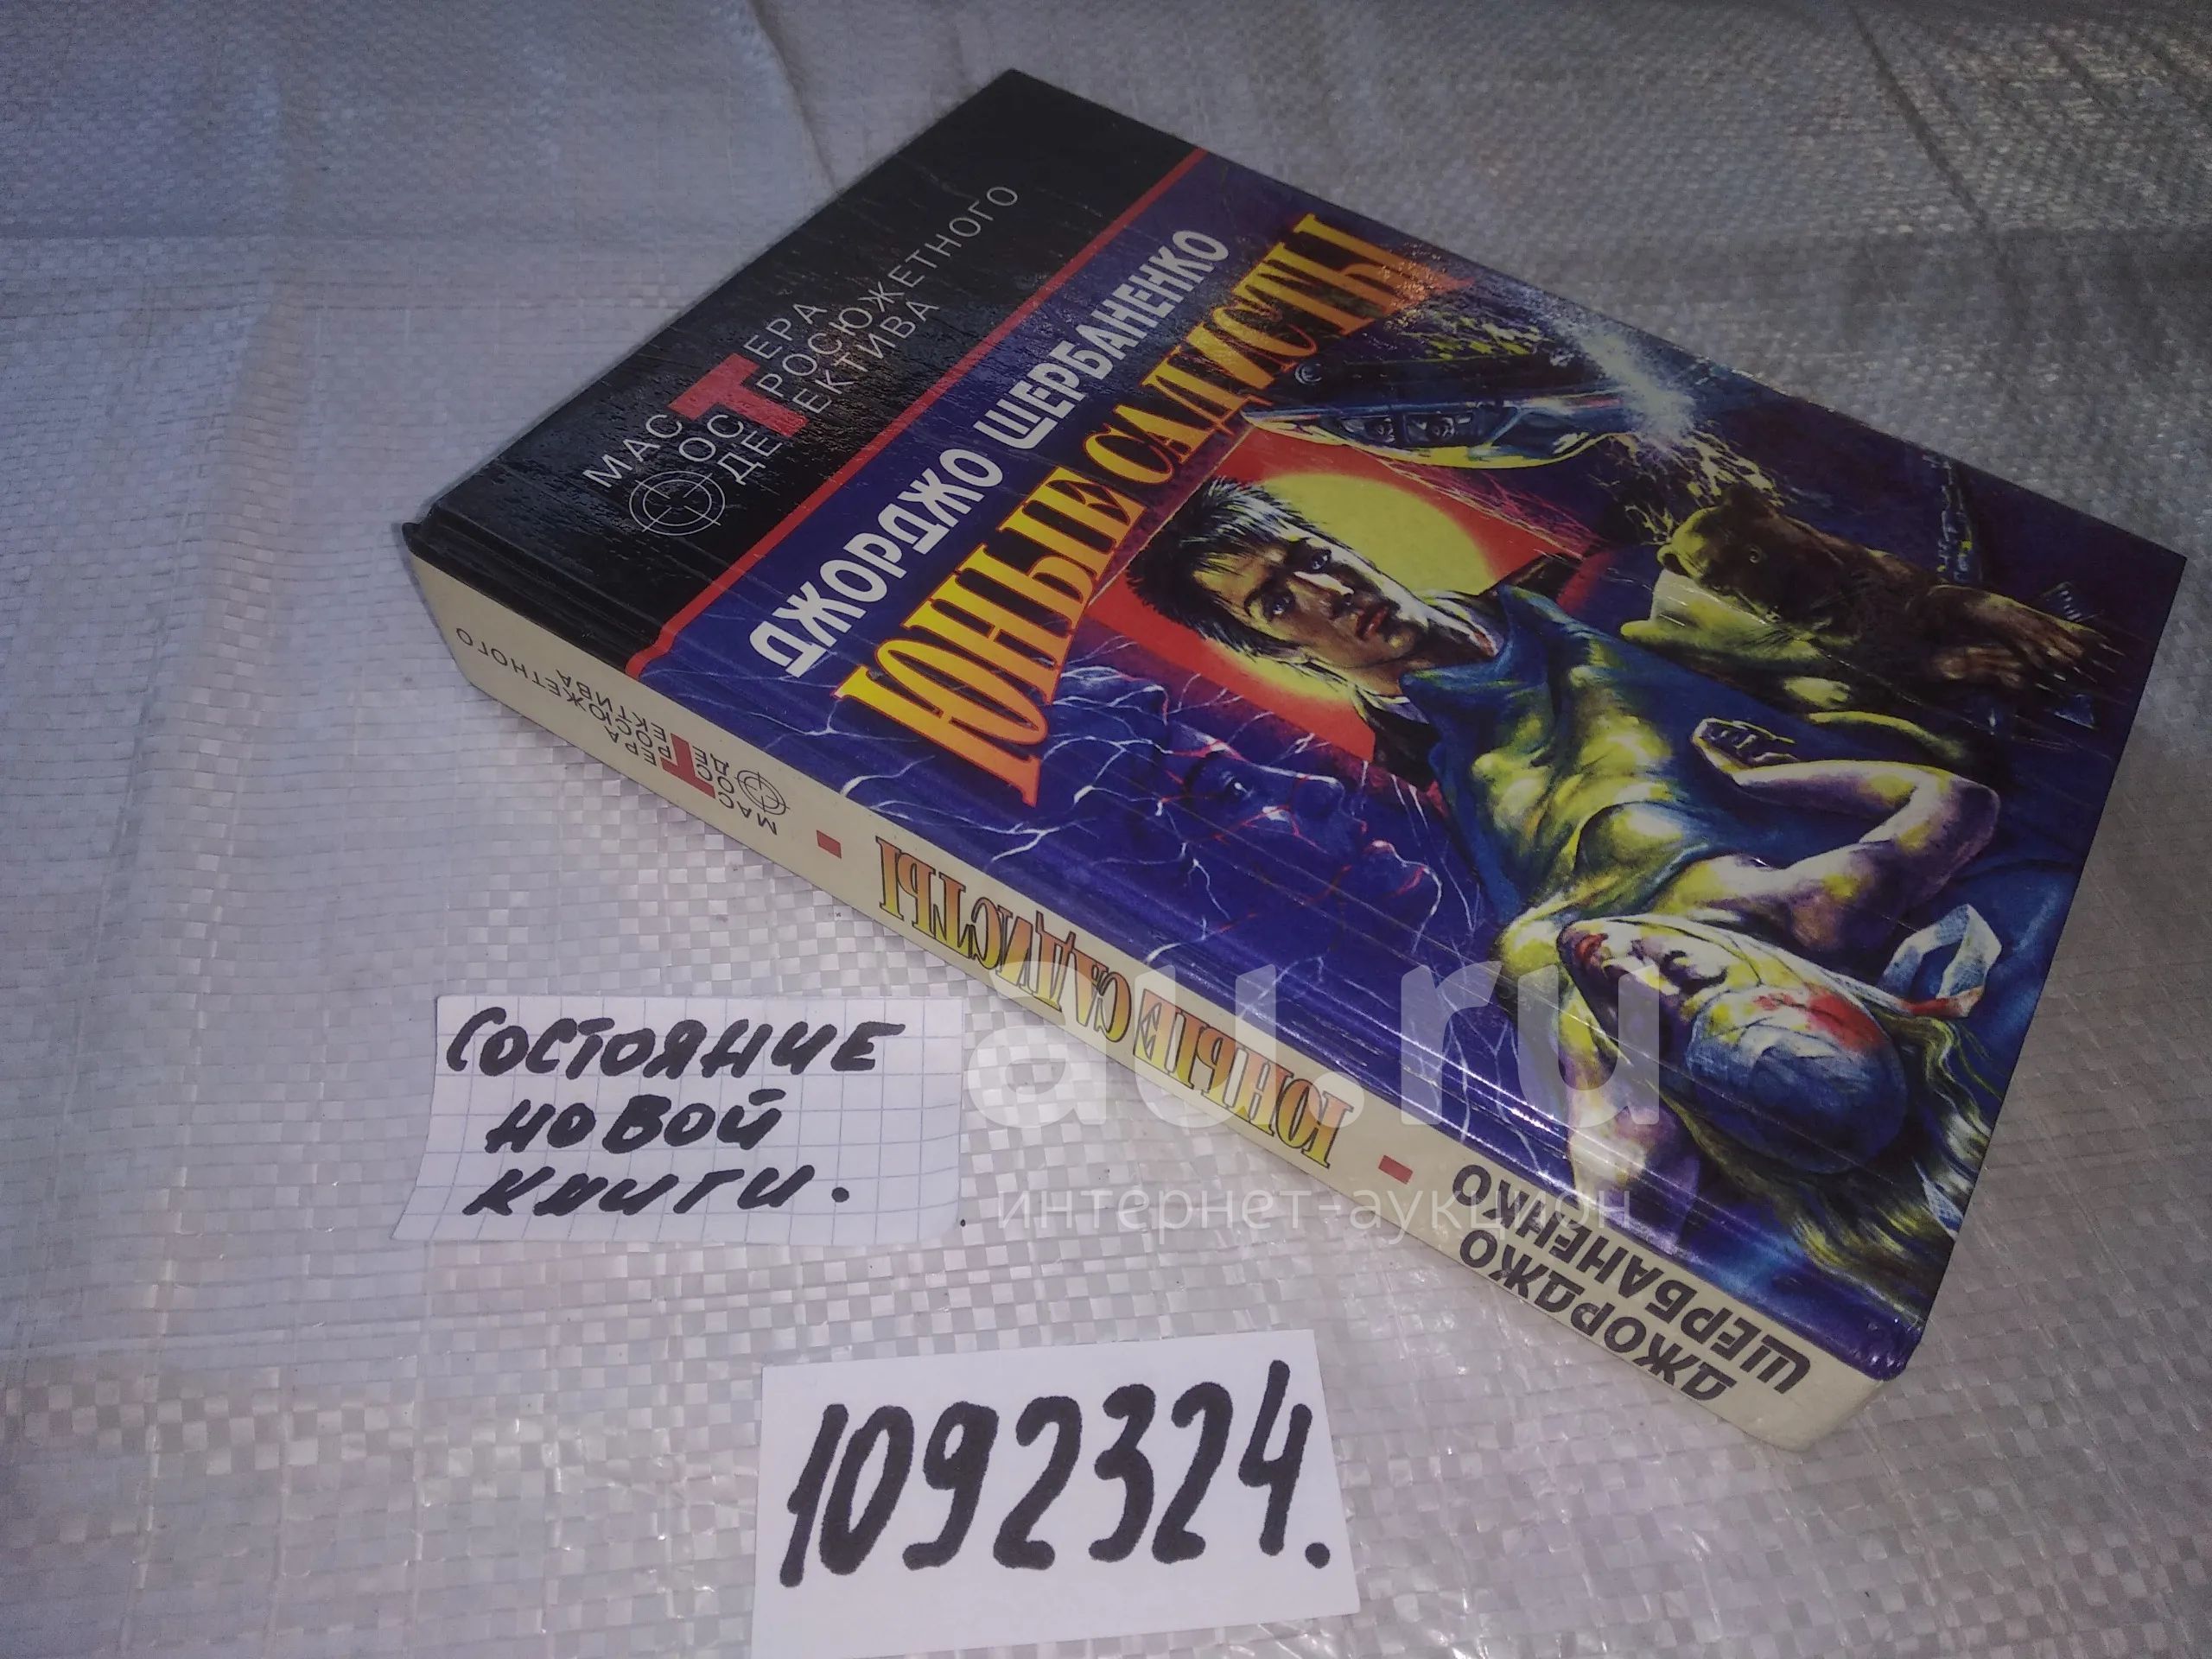 МАСТЕРА
ОСТРОСЮЖЕТНОГО
ДЕТЕКТИВА
ДЖОРДЖО ЩЕРБАНЕНКО
ЮНЫЕ САДИСТЫ
МАСТЕРА
ОСТРОСЮЖЕТНОГО
ДЕТЕКТИВА
ЮНЫЕ САДИСТЫ
ДЖОРДЖО
ЩЕРБАНЕНКО
СОСТОЯНИЕ
НОВОЙ
КНИГИ.
au.ru
интернет-аукцион
1092324.